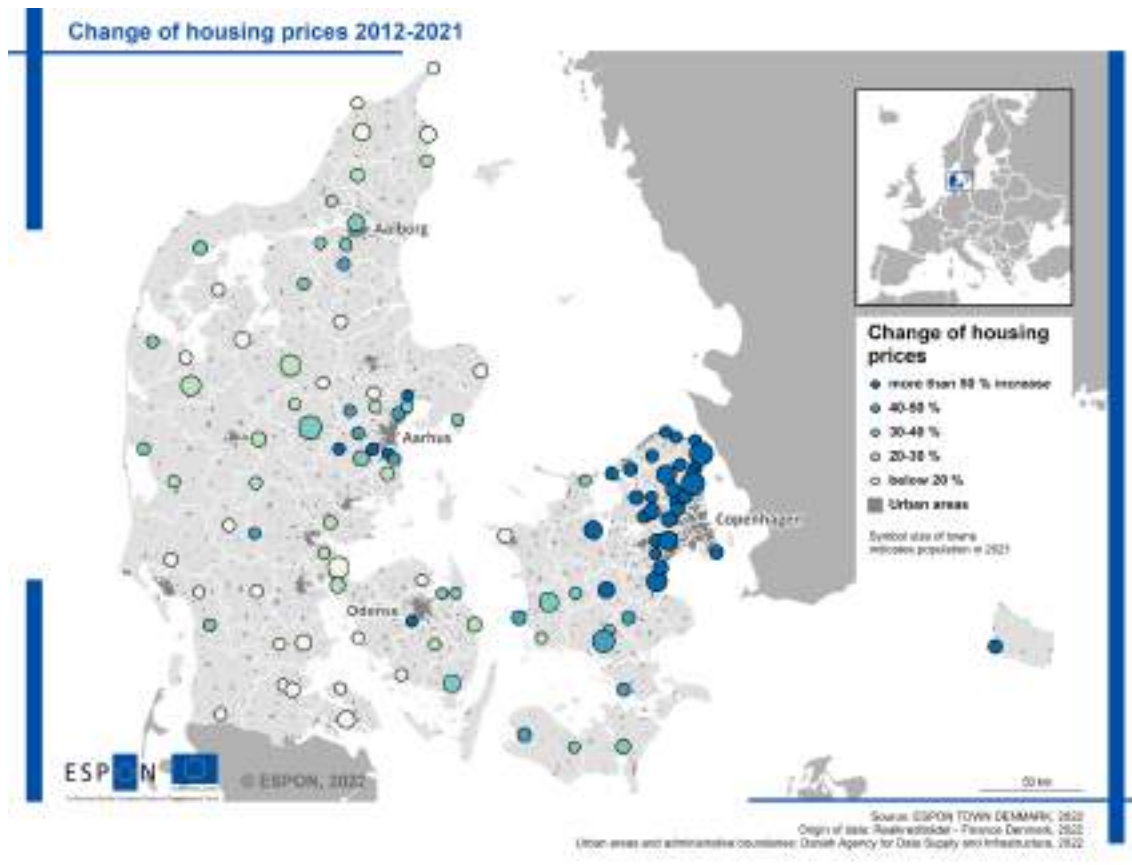 Change of housing prices 2012-2021
Aalborg
Aarhus
Copenhagen
Odense
Change of housing
prices
more than 50 % increase
40-50 %
30-40 %
20-30 %
below 20 %
Urban areas
Symbol size of towns
indicates population in 2021
ESPON
© ESPON, 2022
50 km
Source: ESPON TOWN DENMARK, 2022
Origin of data: Realkreditrådet - Finance Denmark, 2022
Urban areas and administrative boundaries: Danish Agency for Data Supply and Infrastructure, 2022